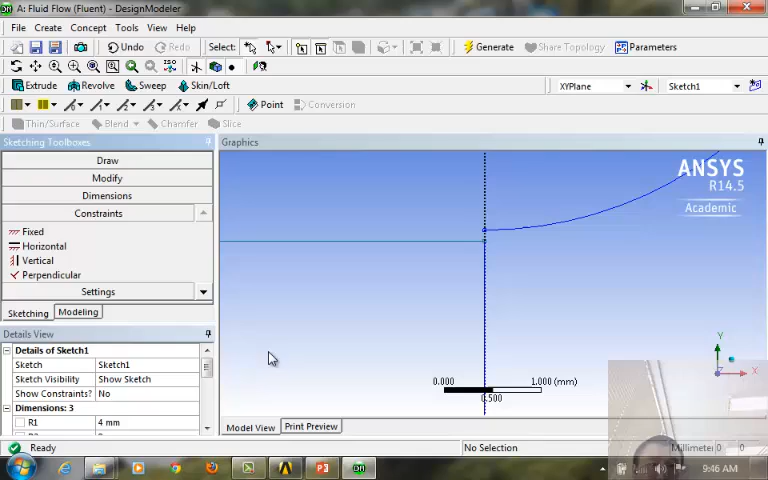 A: Fluid Flow (Fluent) - DesignModeler
File Create Concept Tools View Help
Undo Redo Select: Generate Share Topology Parameters
ISO
Extrude Revolve Sweep Skin/Loft XYPlane Sketch1
Point Conversion
Thin/Surface Blend Chamfer Slice
Sketching Toolboxes
Draw
Modify
Dimensions
Constraints
Fixed
Horizontal
Vertical
Perpendicular
Settings
Sketching Modeling
Details View
Details of Sketch1
Sketch Sketch1
Sketch Visibility Show Sketch
Show Constraints? No
Dimensions: 3
R1 4 mm
Graphics
ANSYS
R14.5
Academic
0.000 1.000 (mm)
0.500
Y
X
Z
Model View Print Preview
Ready No Selection Millimeter 0 0
9:46 AM